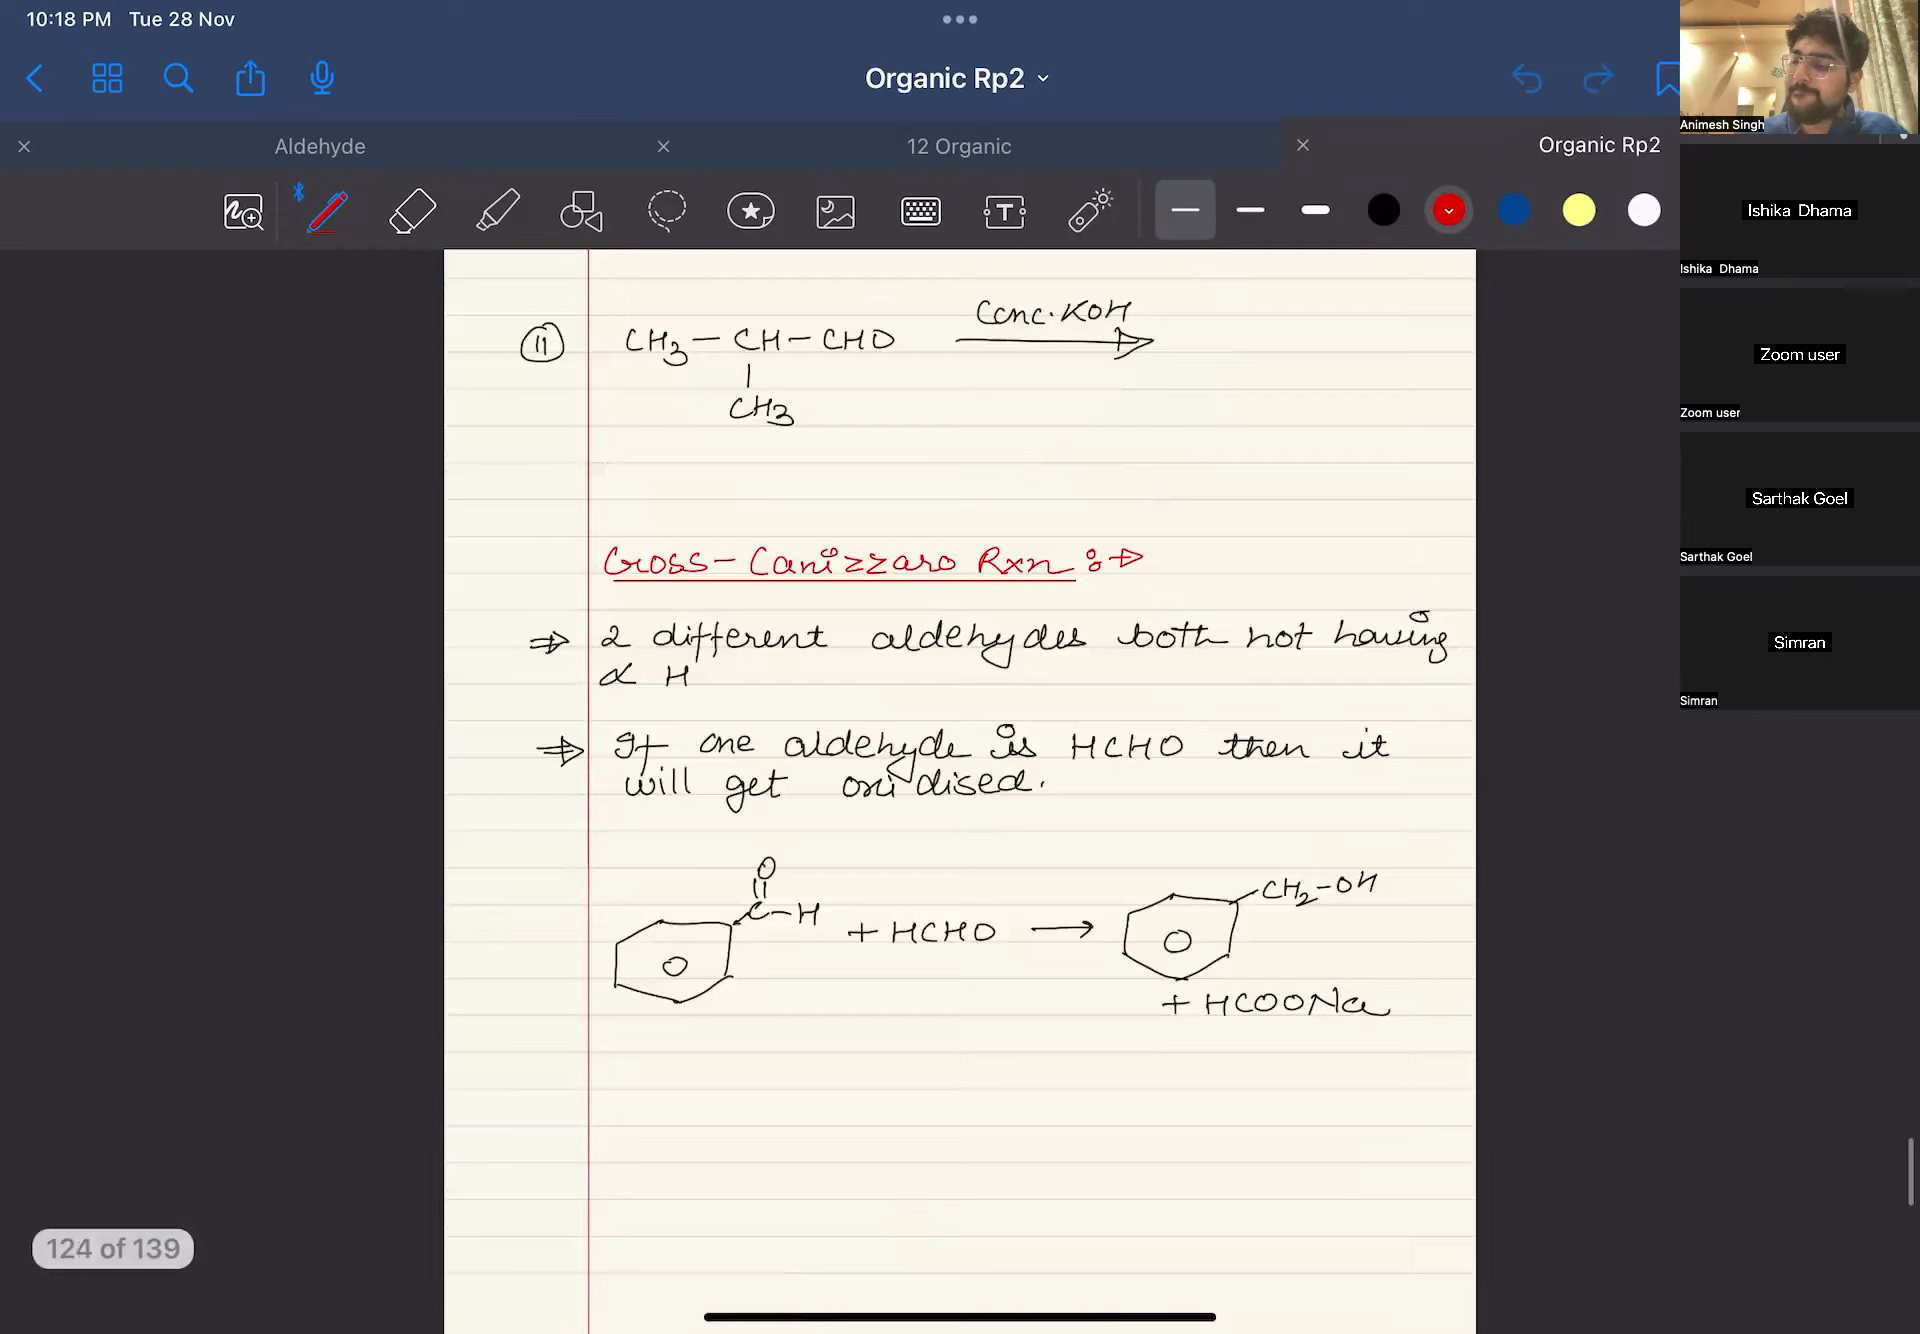 10:18 PM Tue 28 Nov
Organic Rp2
Aldehyde
12 Organic
Organic Rp2
T
11 CH3 – CH – CHO
Conc. KOH
CH3
Cross-Canizzaro Rxn :→
⇒ 2 different aldehydes both not having
α H
⇒ If one aldehyde is HCHO then it
will get oxidised.
O
C–H + HCHO → CH2–OH
+ HCOONa
124 of 139
Animesh Singh
Ishika Dhama
Ishika Dhama
Zoom user
Zoom user
Sarthak Goel
Sarthak Goel
Simran
Simran